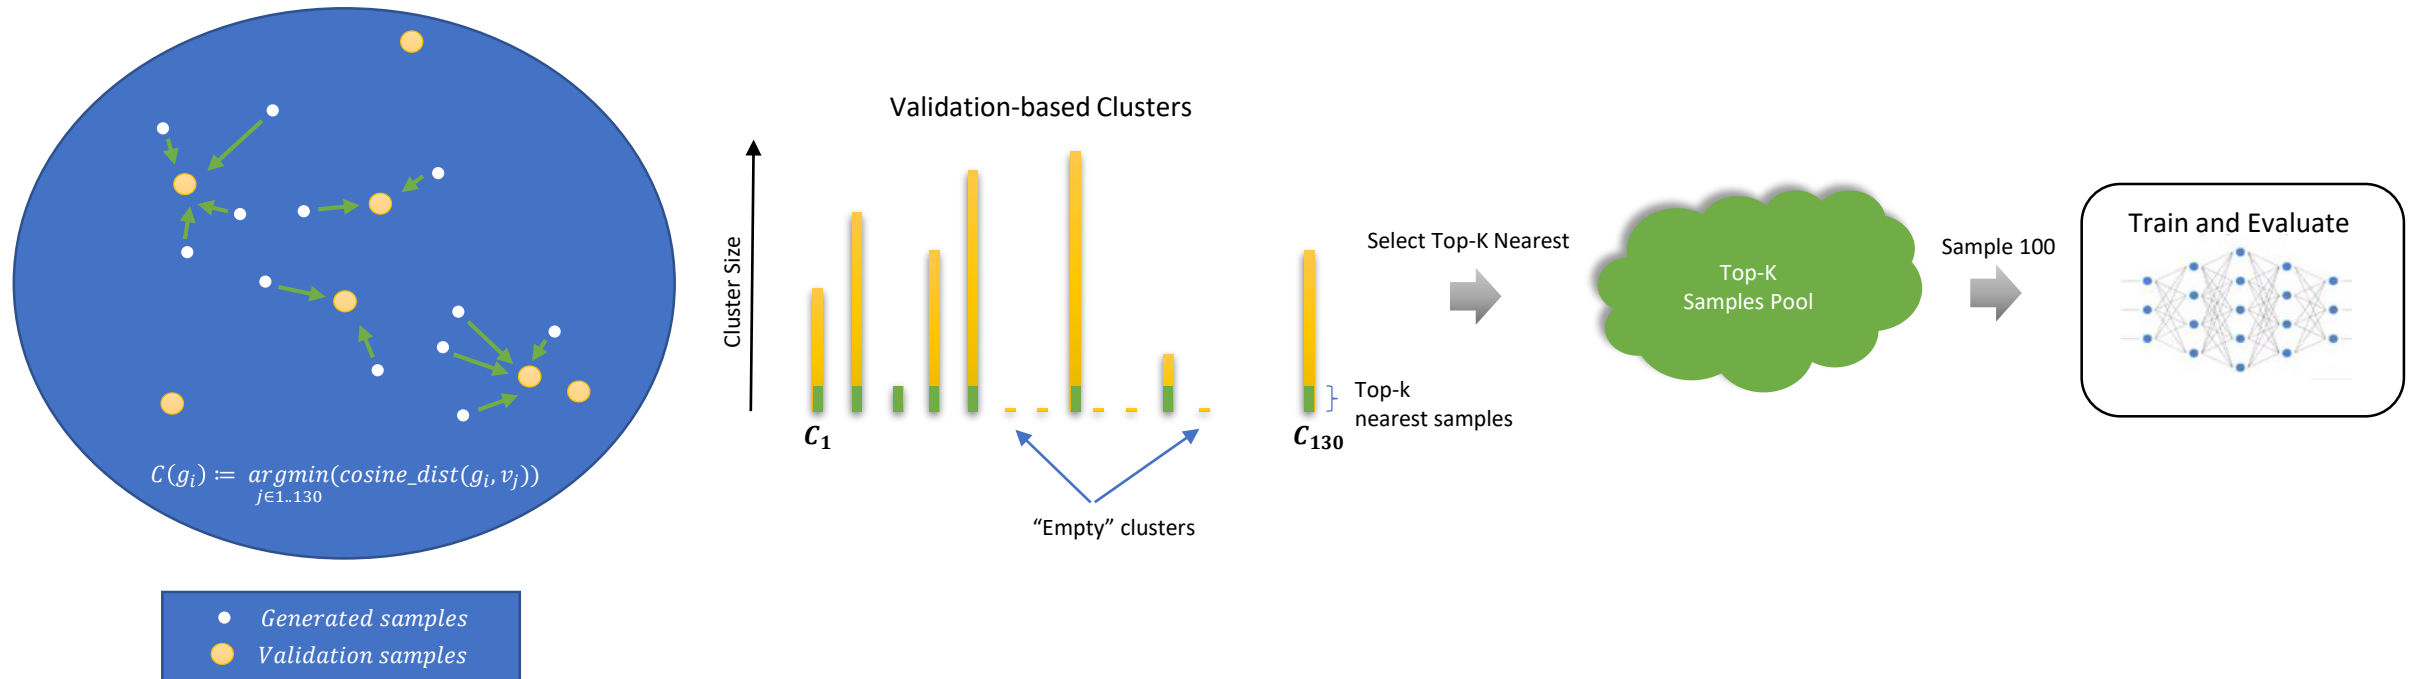 C(g_i) := argmin(cosine_dist(g_i, v_j))
j∈1..130
Generated samples
Validation samples
Validation-based Clusters
Cluster Size
C_1
C_130
"Empty" clusters
Top-k
nearest samples
Select Top-K Nearest
Top-K
Samples Pool
Sample 100
Train and Evaluate